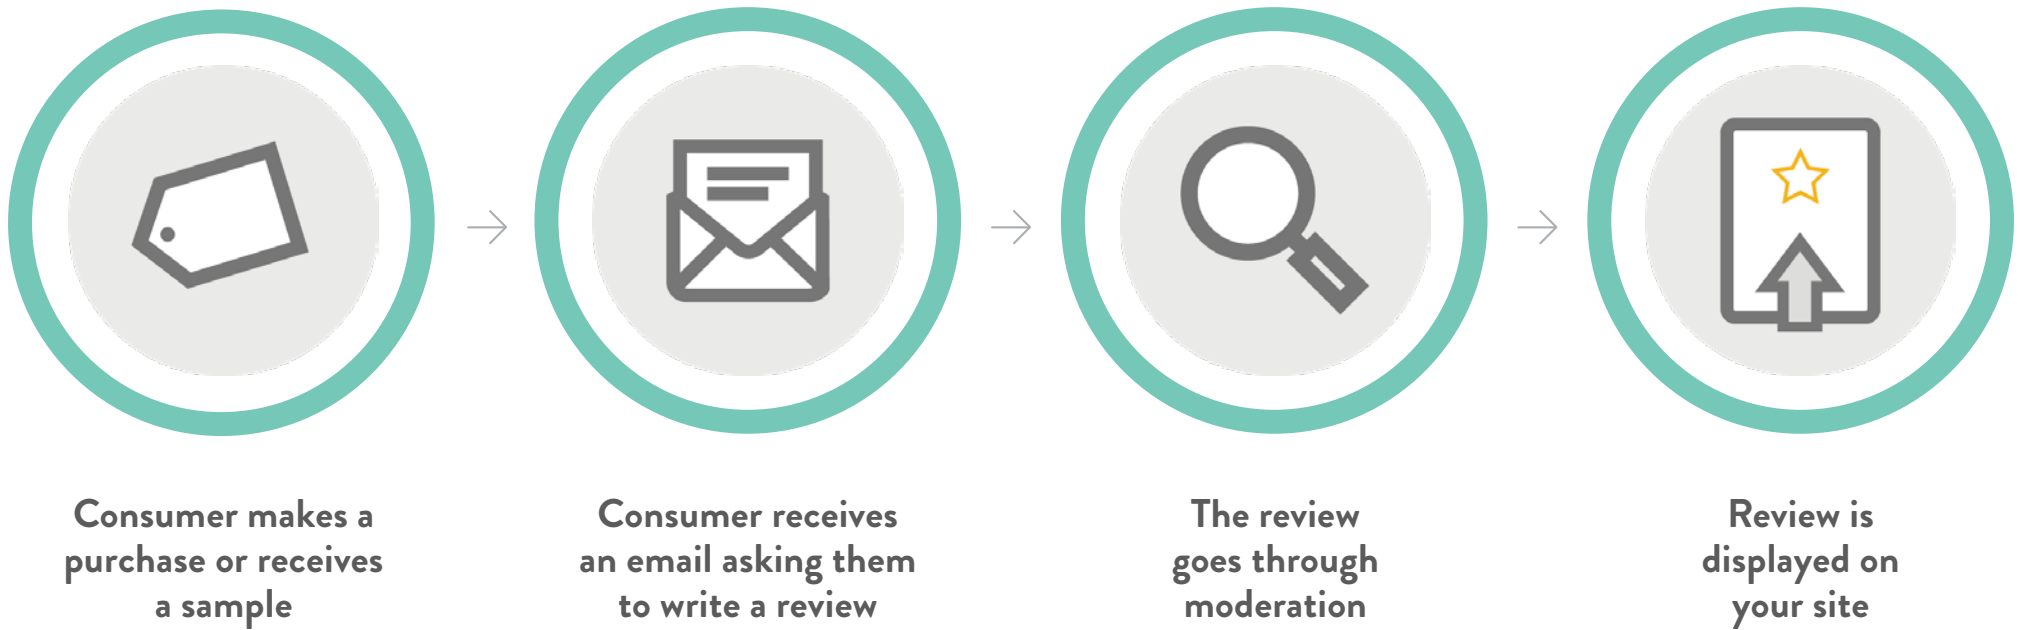 Consumer makes a
purchase or receives
a sample
Consumer receives
an email asking them
to write a review
The review
goes through
moderation
Review is
displayed on
your site